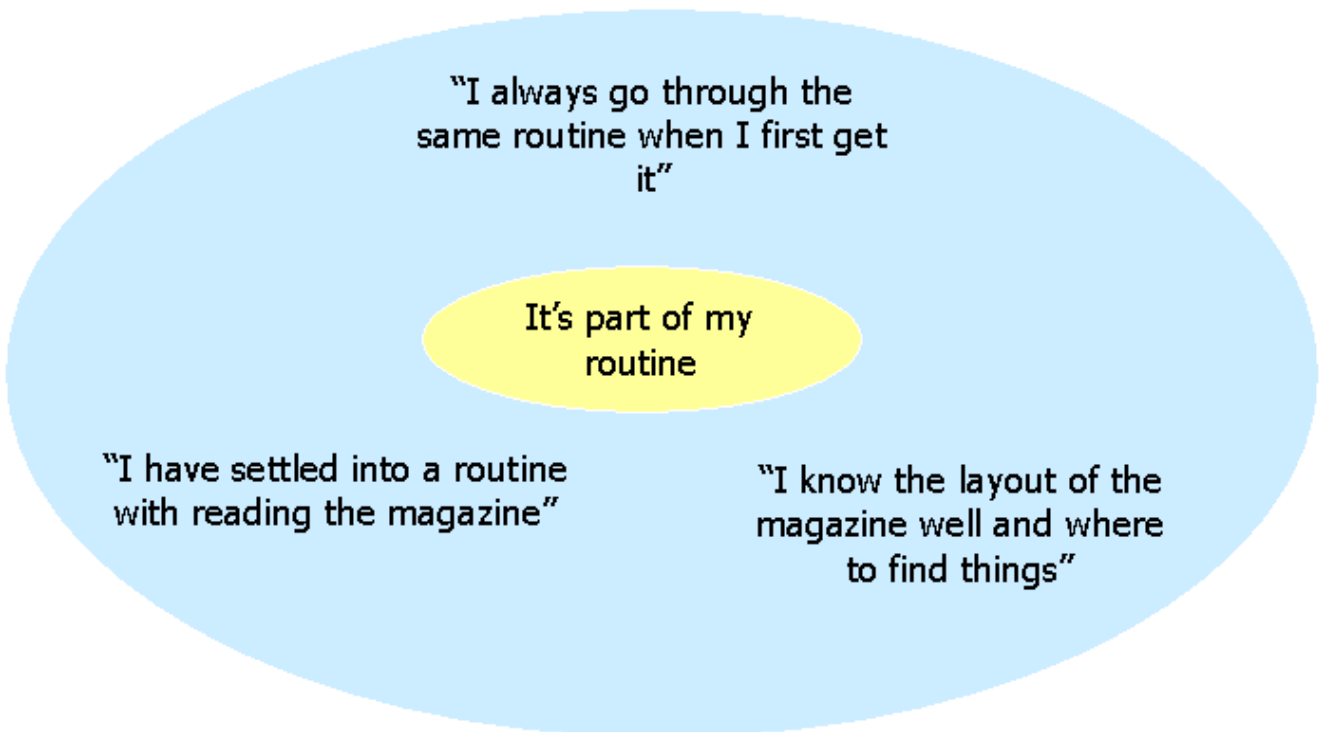 “I always go through the
same routine when I first get
it”
It’s part of my
routine
“I have settled into a routine
with reading the magazine”
“I know the layout of the
magazine well and where
to find things”